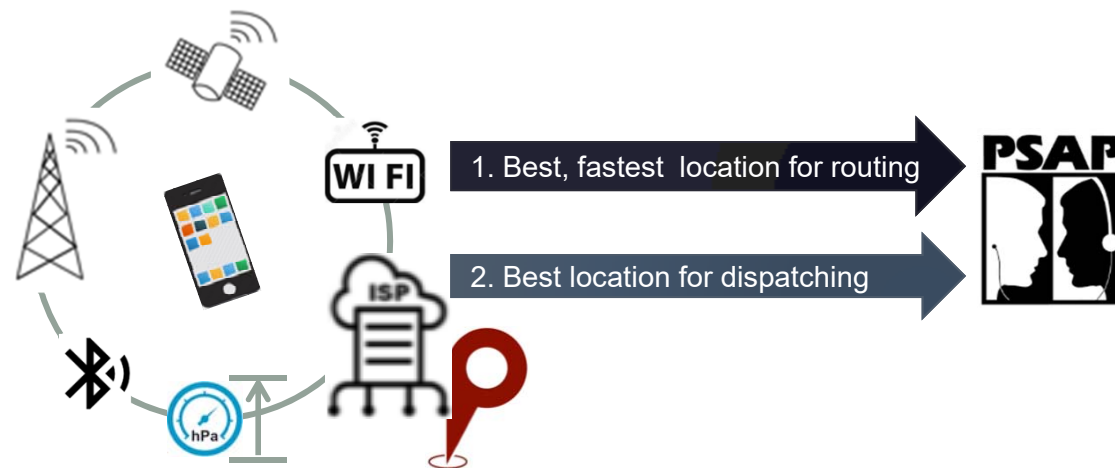 WI FI
1. Best, fastest  location for routing
PSAP
ISP
2. Best location for dispatching
hPa